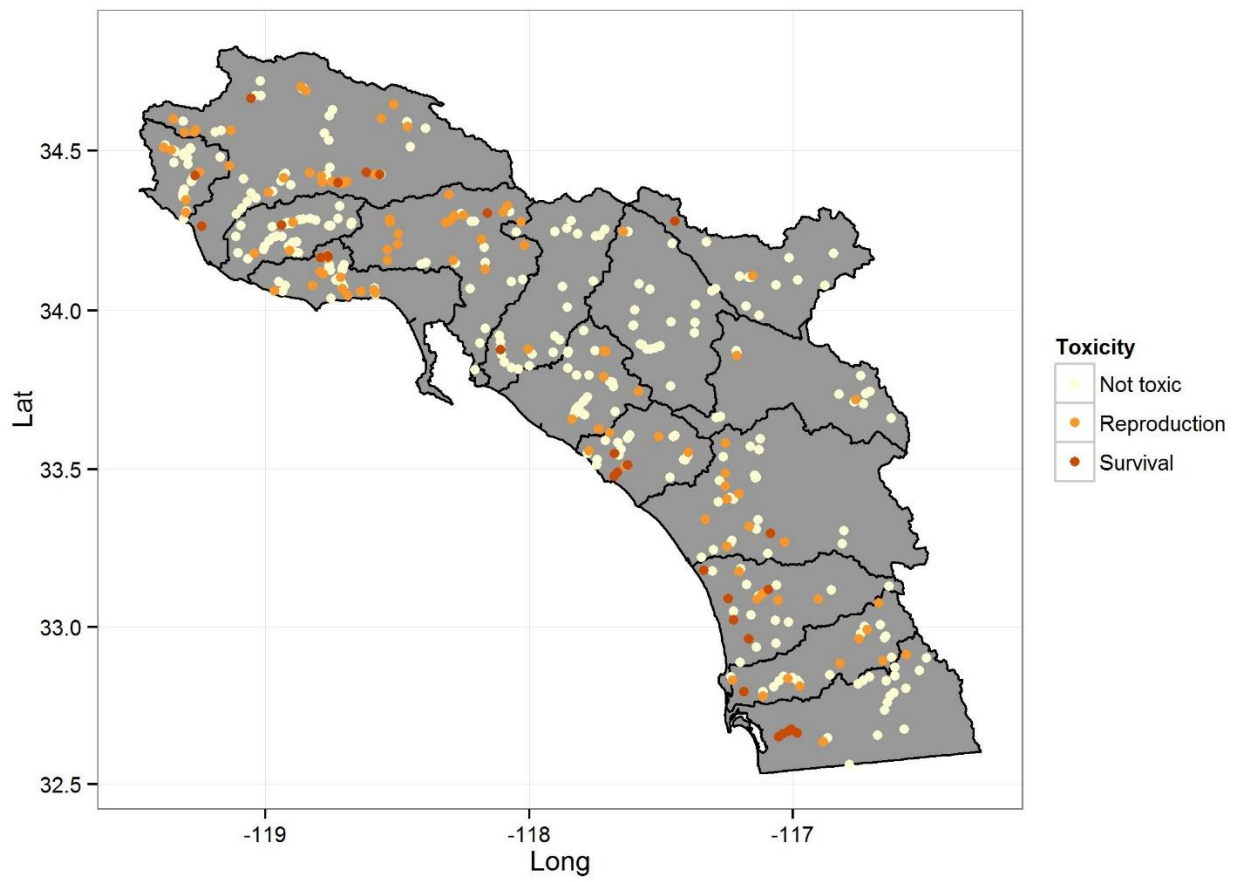 34.5
34.0
33.5
33.0
32.5
Lat
-119
-118
-117
Long
Toxicity
Not toxic
Reproduction
Survival